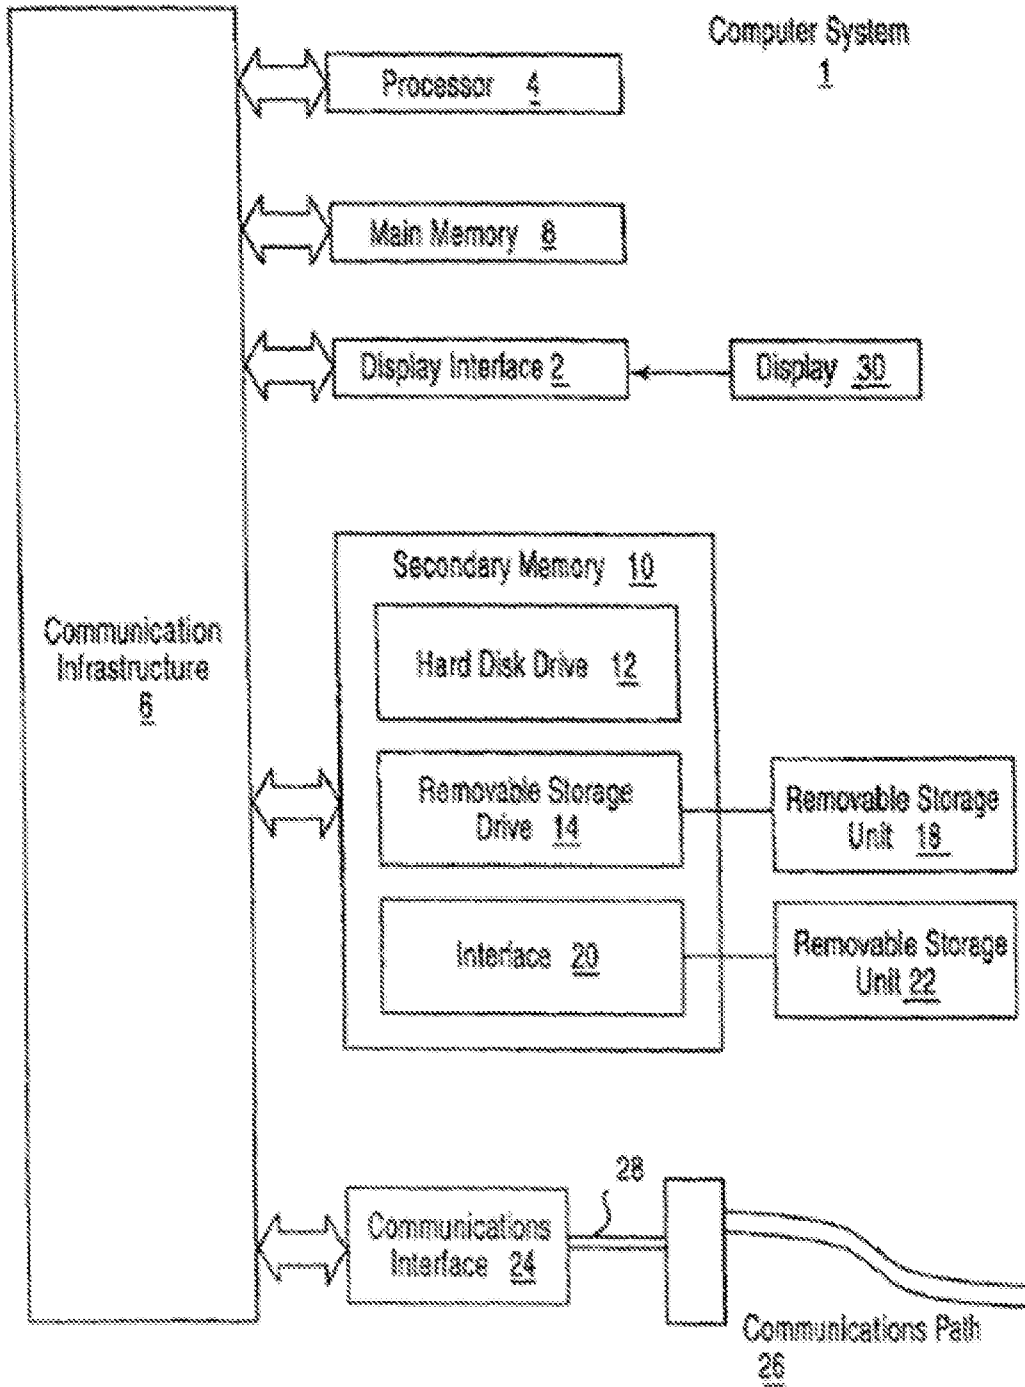 Computer System
1
Processor 4
Main Memory 6
Display Interface 2
Display 30
Secondary Memory 10
Hard Disk Drive 12
Communication
Infrastructure
6
Removable Storage
Drive 14
Removable Storage
Unit 18
Interface 20
Removable Storage
Unit 22
28
Communications
Interface 24
Communications Path
26